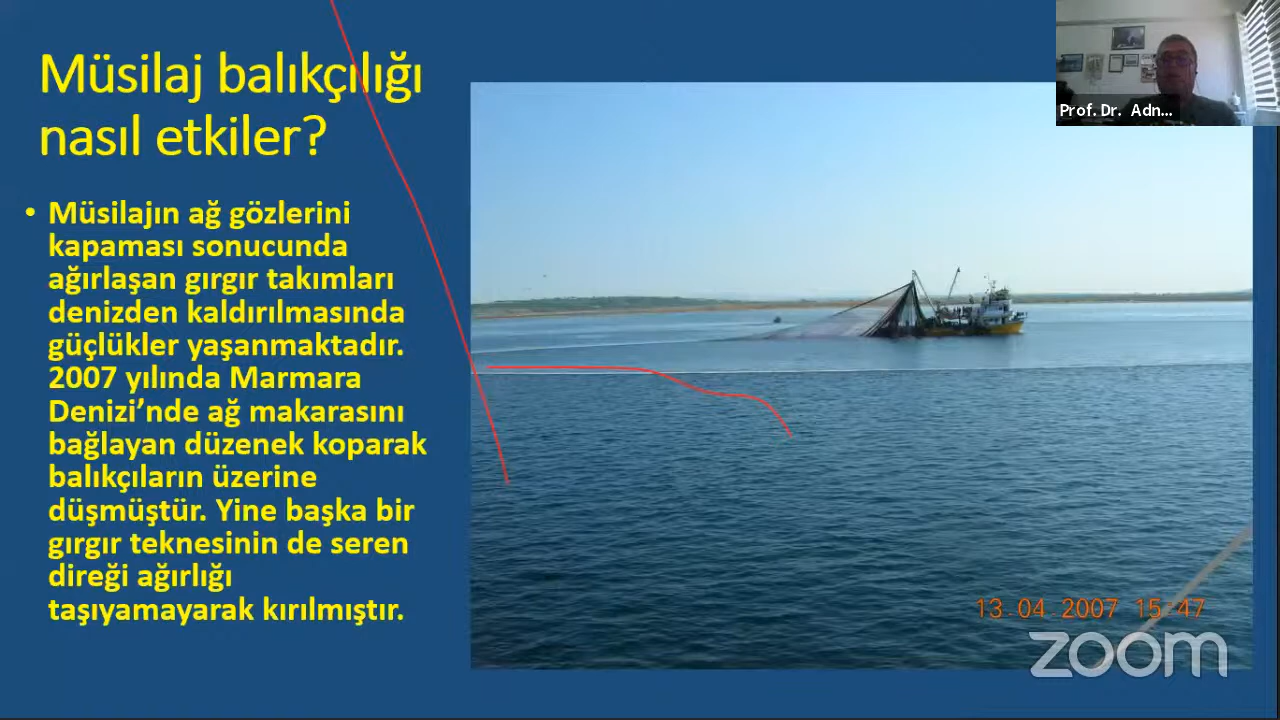 Müsilaj balıkçılığı
nasıl etkiler?
• Müsilajın ağ gözlerini
kapaması sonucunda
ağırlaşan gırgır takımları
denizden kaldırılmasında
güçlükler yaşanmaktadır.
2007 yılında Marmara
Denizi’nde ağ makarasını
bağlayan düzenek koparak
balıkçıların üzerine
düşmüştür. Yine başka bir
gırgır teknesinin de seren
direği ağırlığı
taşıyamayarak kırılmıştır.
Prof. Dr. Adn...
13-04-2007 15:47
zoom